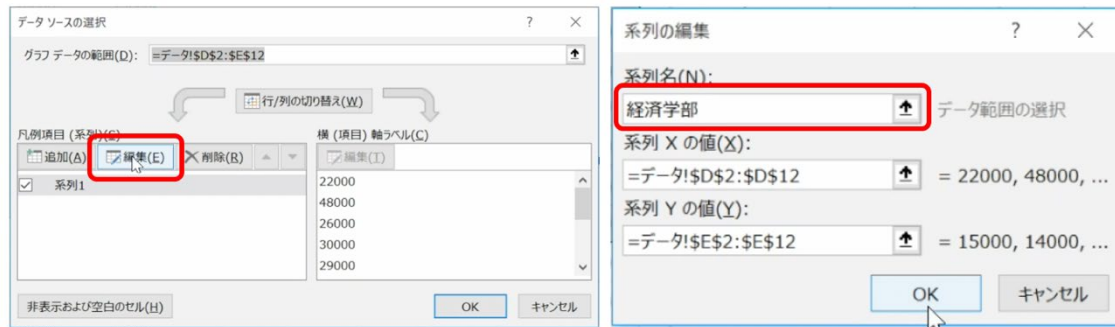 データ ソースの選択 ?
グラフ データの範囲(D): =データ!$D$2:$E$12
行/列の切り替え(W)
凡例項目 (系列)(S)
追加(A) 編集(E) 削除(R)
系列1
横 (項目) 軸ラベル(C)
編集(T)
22000
48000
26000
30000
29000
非表示および空白のセル(H) OK キャンセル
系列の編集 ?
系列名(N):
経済学部 データ範囲の選択
系列 X の値(X):
=データ!$D$2:$D$12 = 22000, 48000, ...
系列 Y の値(Y):
=データ!$E$2:$E$12 = 15000, 14000, ...
OK キャンセル